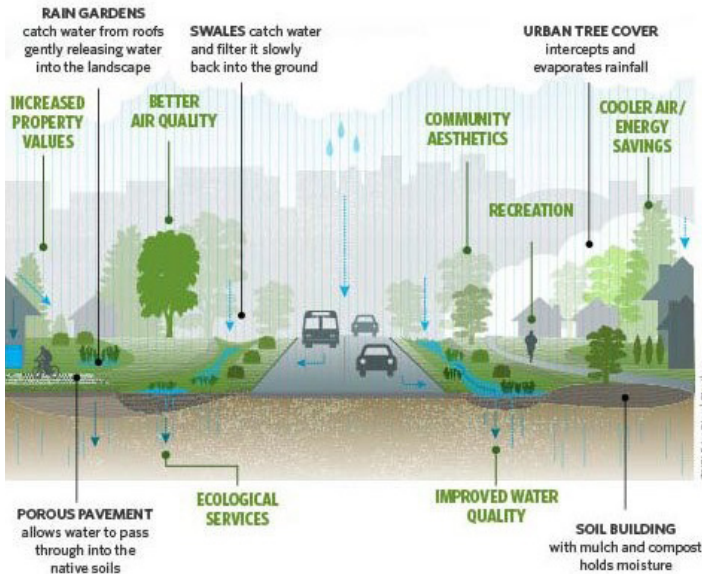 RAIN GARDENS
catch water from roofs
gently releasing water
into the landscape
SWALES catch water
and filter it slowly
back into the ground
URBAN TREE COVER
intercepts and
evaporates rainfall
INCREASED
PROPERTY
VALUES
BETTER
AIR QUALITY
COMMUNITY
AESTHETICS
COOLER AIR/
ENERGY
SAVINGS
RECREATION
POROUS PAVEMENT
allows water to pass
through into the
native soils
ECOLOGICAL
SERVICES
IMPROVED WATER
QUALITY
SOIL BUILDING
with mulch and compost
holds moisture